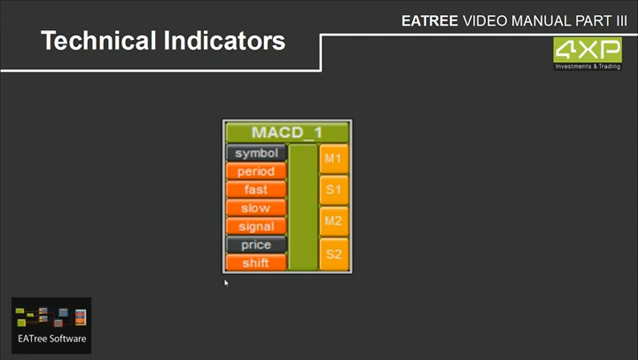 EATREE VIDEO MANUAL PART III
Technical Indicators
4XP
Investments & Trading
MACD_1
symbol
period
fast
slow
signal
price
shift
M1
S1
M2
S2
EATree Software